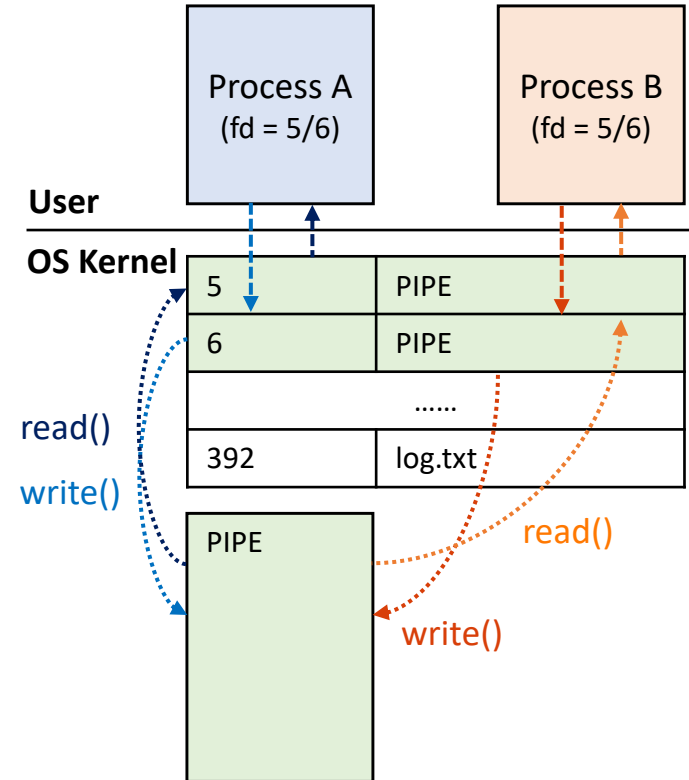 Process A
(fd = 5/6)
Process B
(fd = 5/6)
User
OS Kernel
5 PIPE
6 PIPE
......
392 log.txt
read()
write()
PIPE
read()
write()